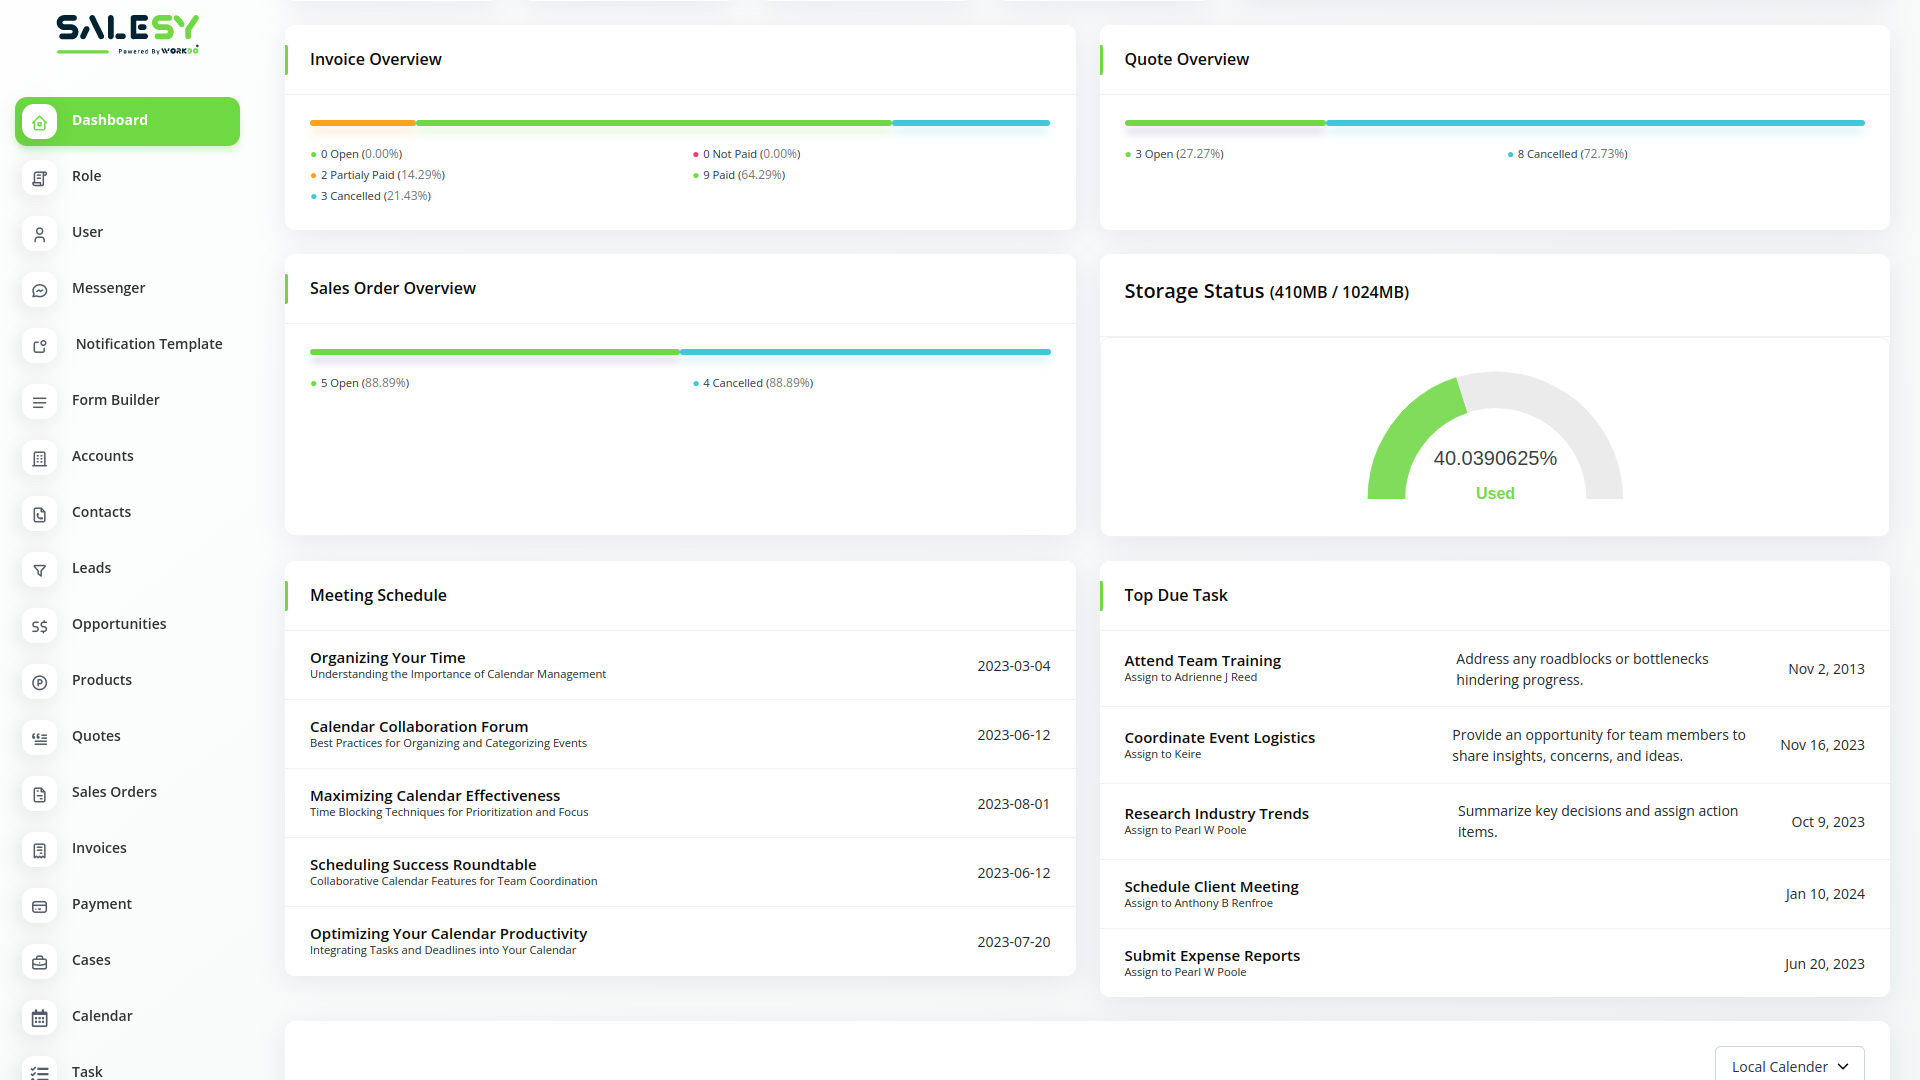 SALESY
Powered By WORKDO
Dashboard
Role
User
Messenger
Notification Template
Form Builder
Accounts
Contacts
Leads
Opportunities
Products
Quotes
Sales Orders
Invoices
Payment
Cases
Calendar
Task
Invoice Overview
0 Open (0.00%)
0 Not Paid (0.00%)
2 Partialy Paid (14.29%)
9 Paid (64.29%)
3 Cancelled (21.43%)
Quote Overview
3 Open (27.27%)
8 Cancelled (72.73%)
Sales Order Overview
5 Open (88.89%)
4 Cancelled (88.89%)
Storage Status (410MB / 1024MB)
40.0390625%
Used
Meeting Schedule
Organizing Your Time
Understanding the Importance of Calendar Management
2023-03-04
Calendar Collaboration Forum
Best Practices for Organizing and Categorizing Events
2023-06-12
Maximizing Calendar Effectiveness
Time Blocking Techniques for Prioritization and Focus
2023-08-01
Scheduling Success Roundtable
Collaborative Calendar Features for Team Coordination
2023-06-12
Optimizing Your Calendar Productivity
Integrating Tasks and Deadlines into Your Calendar
2023-07-20
Top Due Task
Attend Team Training
Assign to Adrienne J Reed
Address any roadblocks or bottlenecks
hindering progress.
Nov 2, 2013
Coordinate Event Logistics
Assign to Keire
Provide an opportunity for team members to
share insights, concerns, and ideas.
Nov 16, 2023
Research Industry Trends
Assign to Pearl W Poole
Summarize key decisions and assign action
items.
Oct 9, 2023
Schedule Client Meeting
Assign to Anthony B Renfroe
Jan 10, 2024
Submit Expense Reports
Assign to Pearl W Poole
Jun 20, 2023
Local Calender